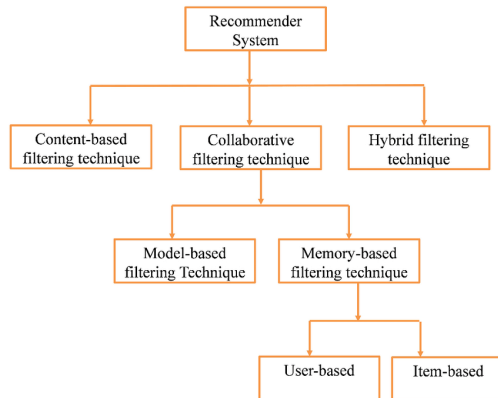 Recommender
System
Content-based
filtering technique
Collaborative
filtering technique
Hybrid filtering
technique
Model-based
filtering Technique
Memory-based
filtering technique
User-based
Item-based